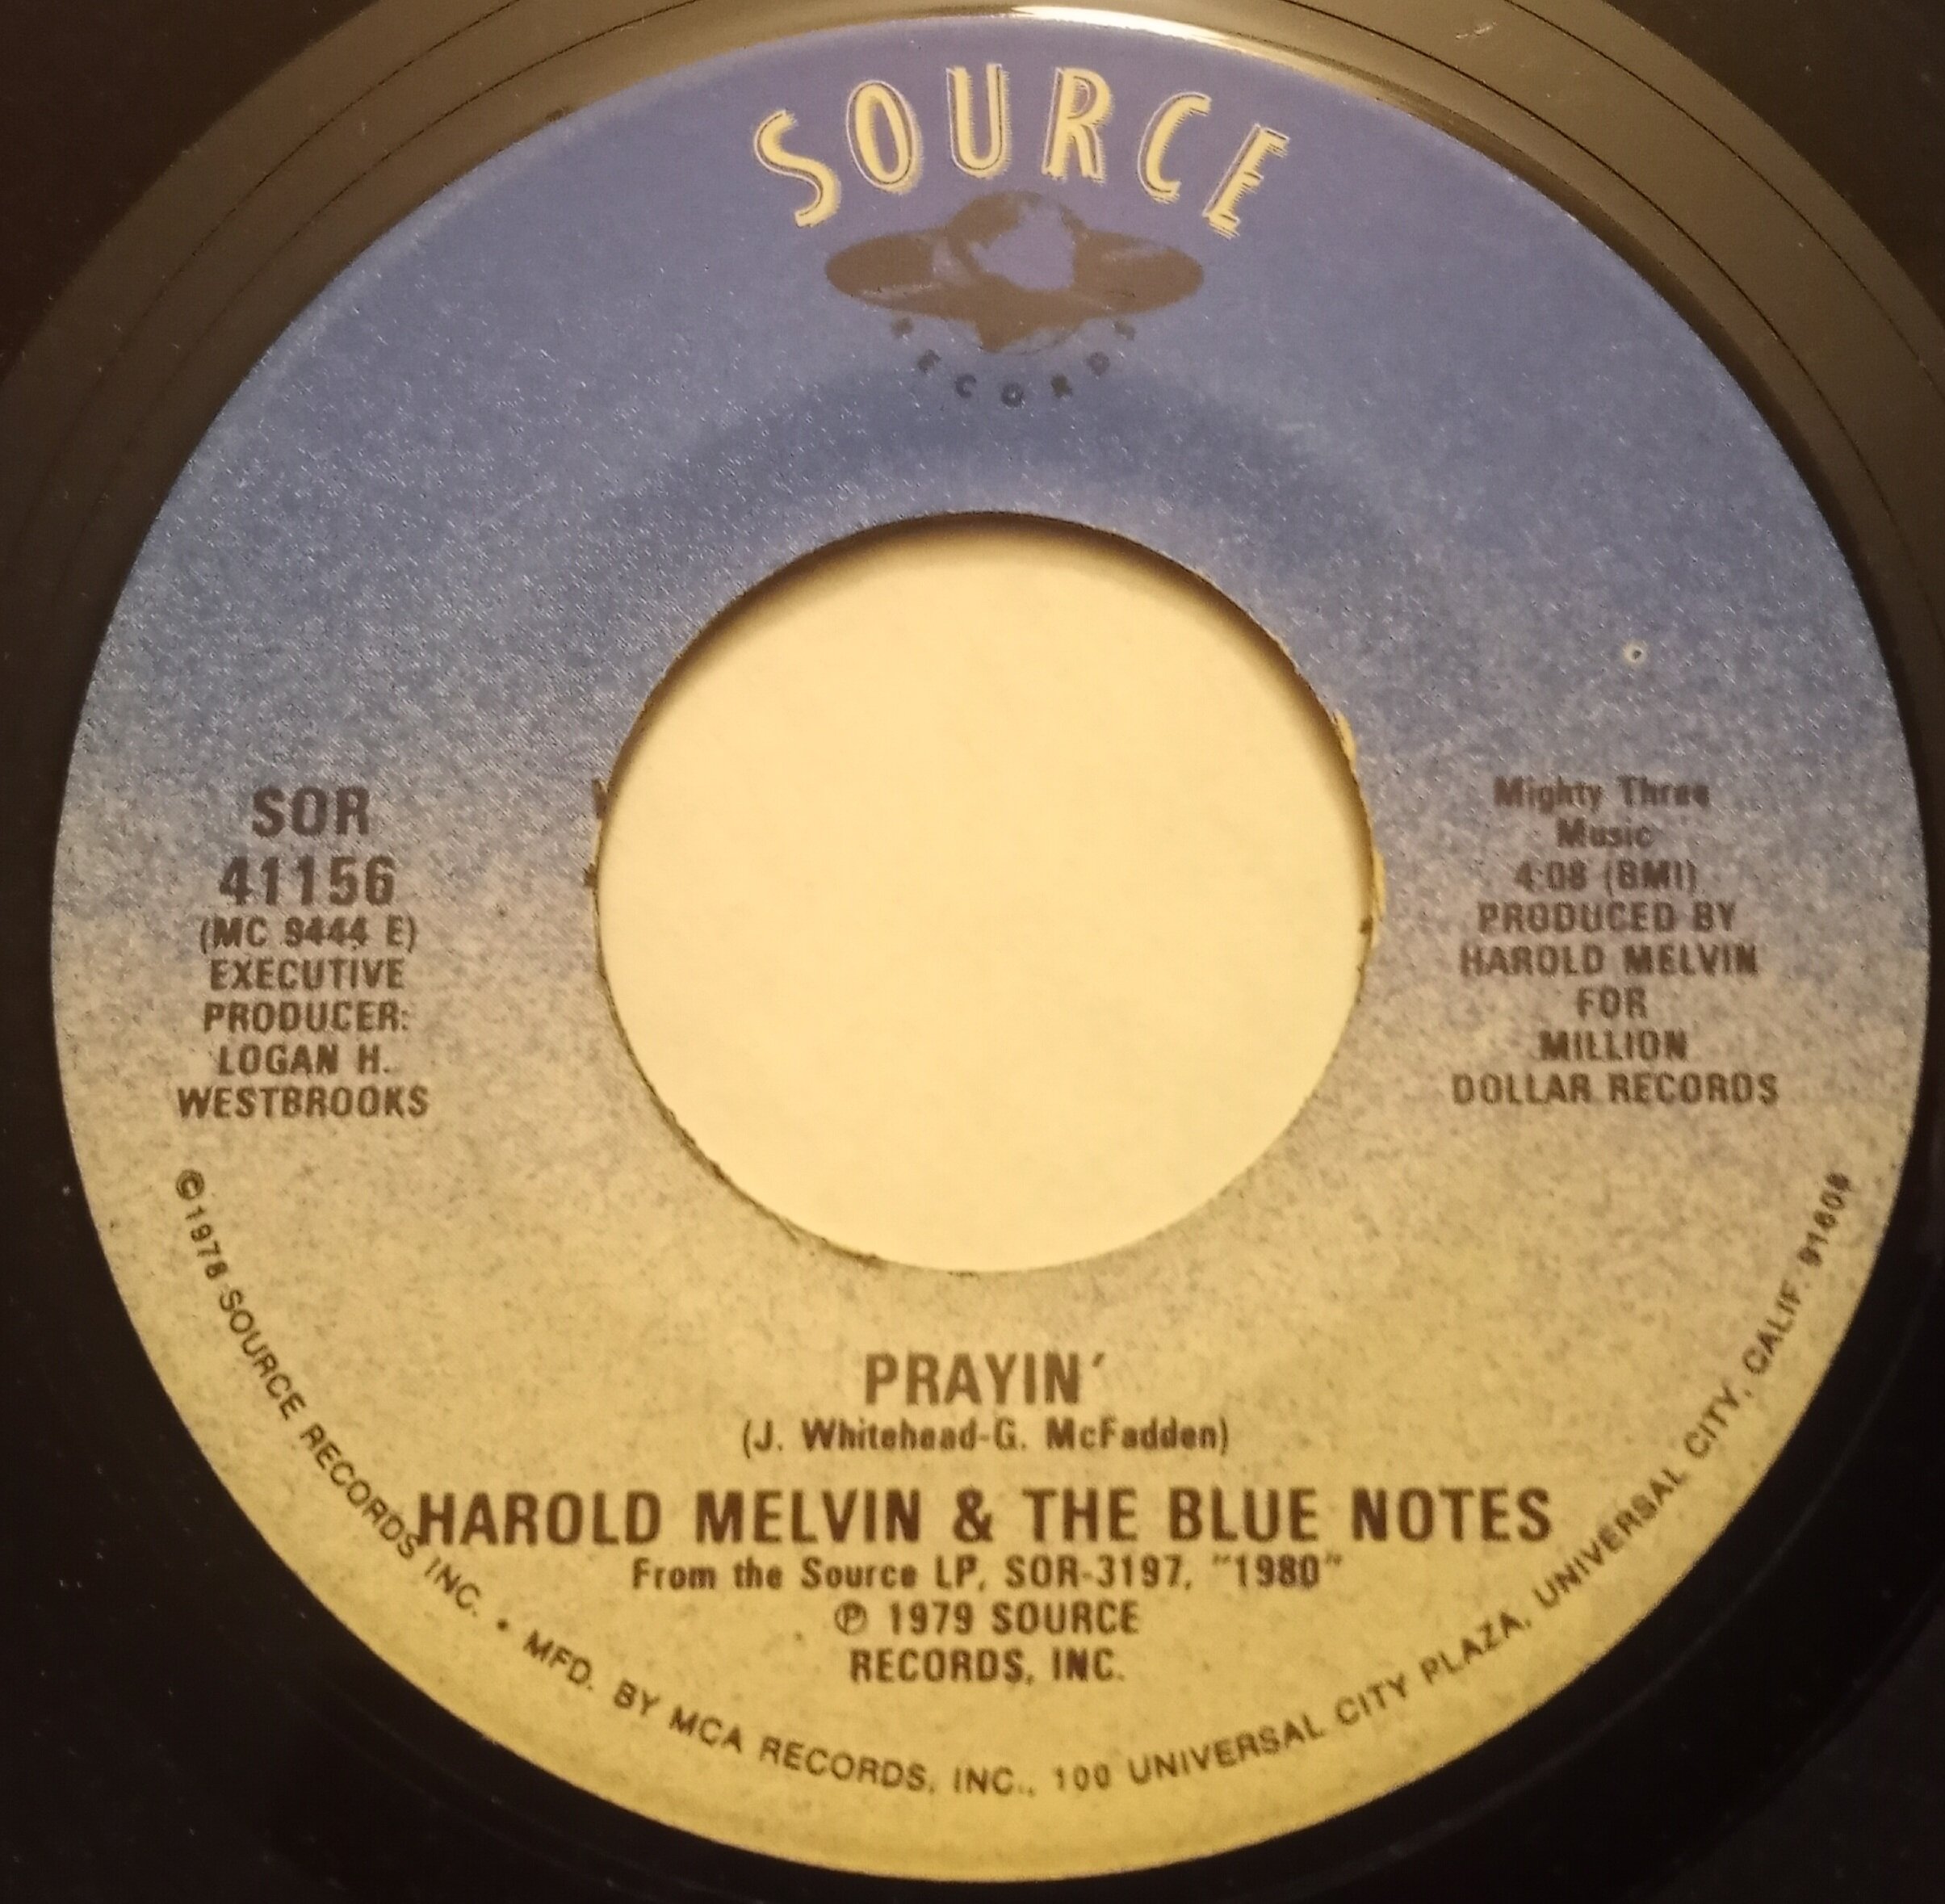 SOURCE
RECORDS
SOR
41156
(MC 9444 E)
EXECUTIVE
PRODUCER:
LOGAN H.
WESTBROOKS
Mighty Three
Music
4:08 (BMI)
PRODUCED BY
HAROLD MELVIN
FOR
MILLION
DOLLAR RECORDS
PRAYIN´
(J. Whitehead-G. McFadden)
HAROLD MELVIN & THE BLUE NOTES
From the Source LP, SOR-3197, "1980"
℗ 1979 SOURCE
RECORDS, INC.
©1978 SOURCE RECORDS INC. • MFD. BY MCA RECORDS, INC., 100 UNIVERSAL CITY PLAZA, UNIVERSAL CITY, CALIF. 91608